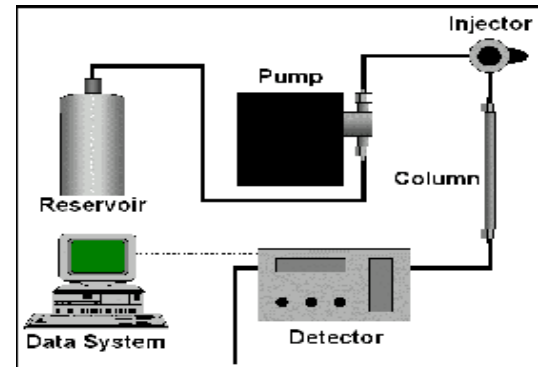 Injector
Pump
Column
Reservoir
Data System
Detector